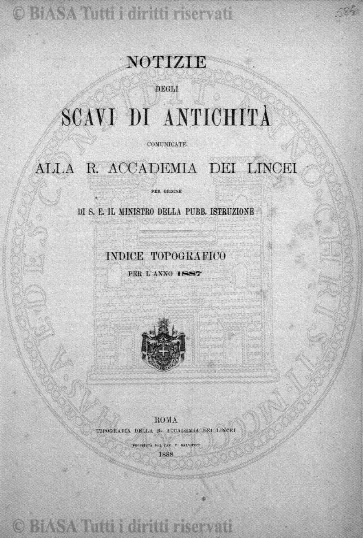 © BiASA Tutti i diritti riservati
NOTIZIE
DEGLI
SCAVI DI ANTICHITÀ
COMUNICATE
ALLA R. ACCADEMIA DEI LINCEI
PER ORDINE
DI S. E. IL MINISTRO DELLA PUBB. ISTRUZIONE
INDICE TOPOGRAFICO
PER L'ANNO 1887
ROMA
TIPOGRAFIA DELLA R. ACCADEMIA DEI LINCEI
1888
© BiASA Tutti i diritti riservati